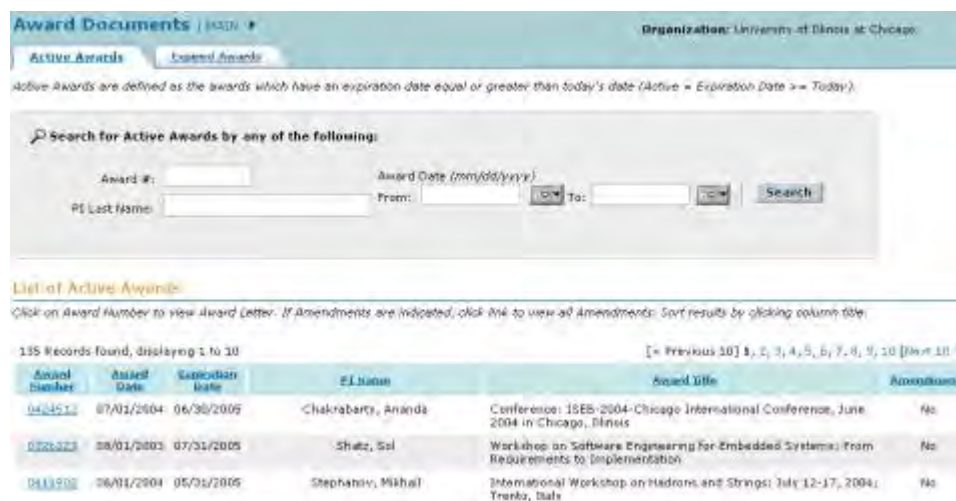 Award Documents | MAIN
Organization: University of Illinois at Chicago
Active Awards
Expired Awards
Active Awards are defined as the awards which have an expiration date equal or greater than today's date (Active = Expiration Date >= Today).
Search for Active Awards by any of the following:
Award #:
Award Date (mm/dd/yyyy)
PI Last Name:
From:
To:
Search
List of Active Awards
Click on Award Number to view Award Letter. If Amendments are indicated, click link to view all Amendments. Sort results by clicking column title.
135 Records found, displaying 1 to 10
[« Previous 10] 1, 2, 3, 4, 5, 6, 7, 8, 9, 10 [Next 10
Award Number
Award Date
Expiration Date
PI Name
Award Title
0424512 07/01/2004 06/30/2005 Chakrabarty, Ananda Conference: ISEB-2004-Chicago International Conference, June
2004 in Chicago, Illinois No
08/01/2003 07/31/2005 Shatz, Sol Workshop on Software Engineering for Embedded Systems: From
Requirements to Implementation No
06/01/2004 05/31/2005 Stephanov, Mikhail International Workshop on Hadrons and Strings: July 12-17, 2004;
Trento, Italy No